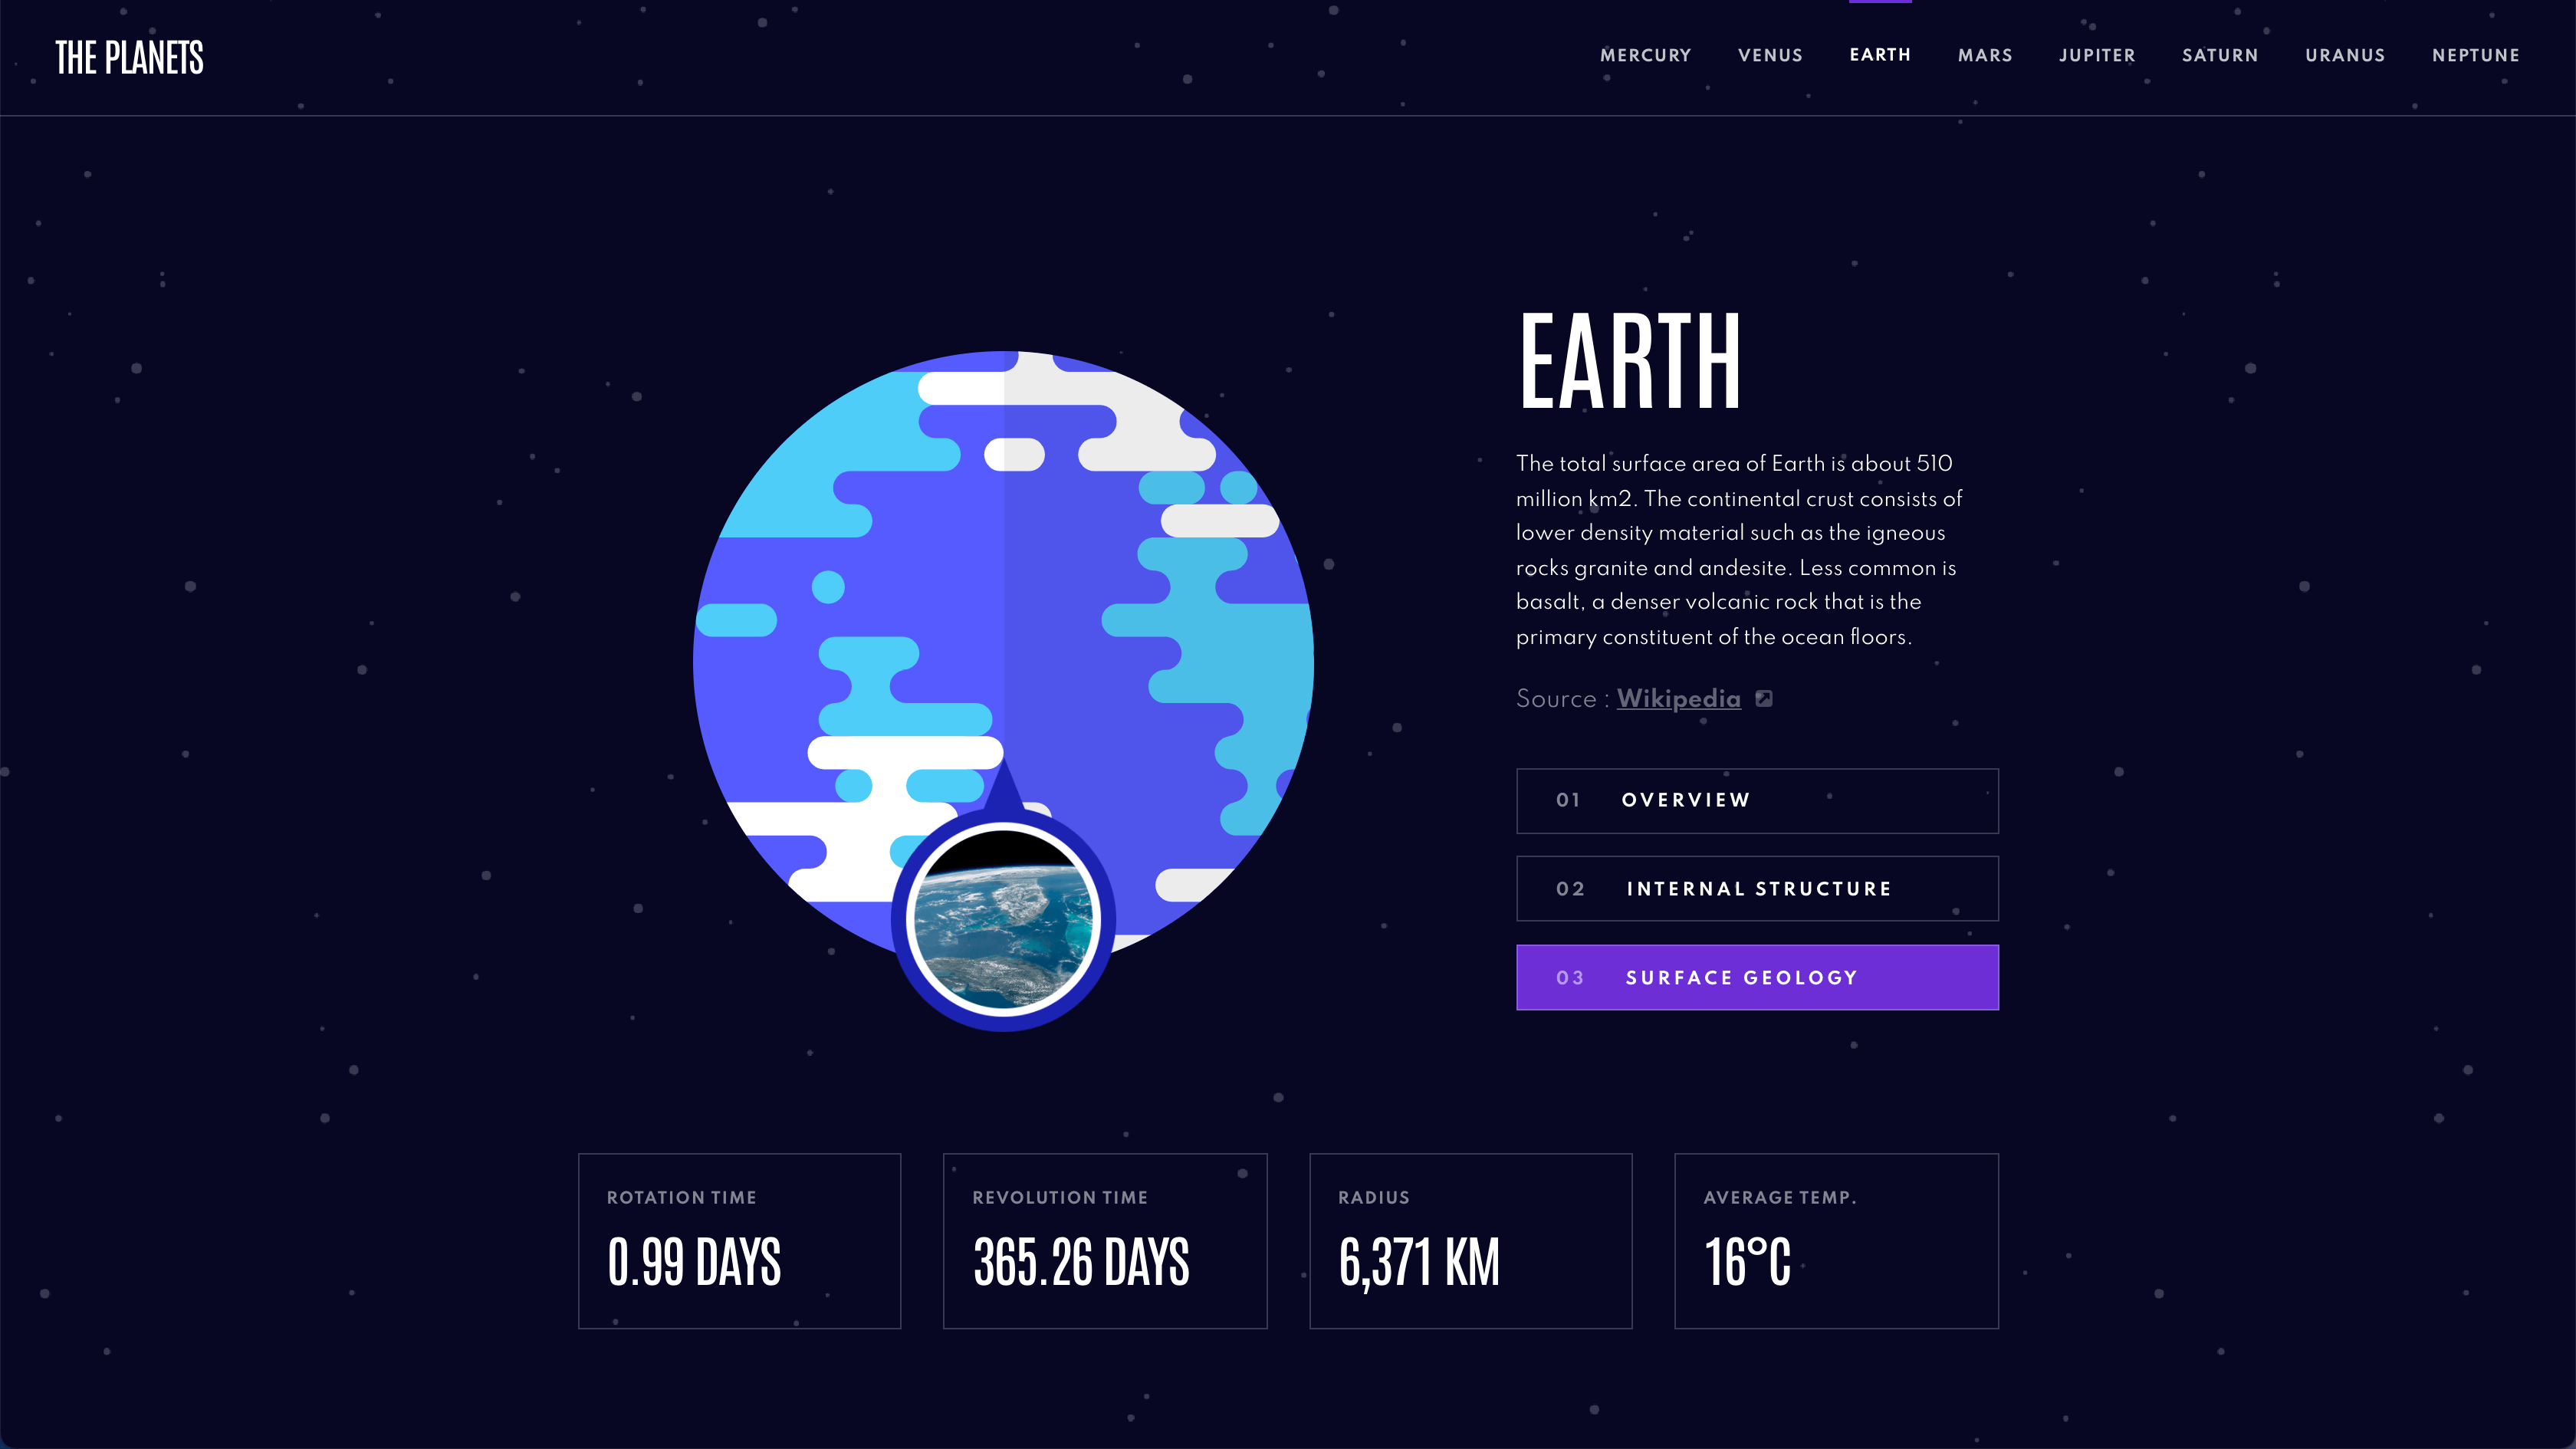 THE PLANETS
MERCURY VENUS EARTH MARS JUPITER SATURN URANUS NEPTUNE
EARTH
The total surface area of Earth is about 510
million km2. The continental crust consists of
lower density material such as the igneous
rocks granite and andesite. Less common is
basalt, a denser volcanic rock that is the
primary constituent of the ocean floors.
Source : Wikipedia
01 OVERVIEW
02 INTERNAL STRUCTURE
03 SURFACE GEOLOGY
ROTATION TIME
0.99 DAYS
REVOLUTION TIME
365.26 DAYS
RADIUS
6,371 KM
AVERAGE TEMP.
16°C